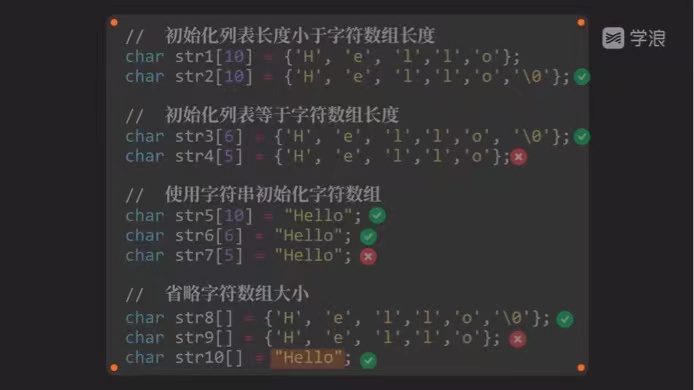 学浪
//  初始化列表长度小于字符数组长度
char str1[10] = {'H', 'e', 'l','l','o'};
char str2[10] = {'H', 'e', 'l','l','o','\0'};
//  初始化列表等于字符数组长度
char str3[6] = {'H', 'e', 'l','l','o', '\0'};
char str4[5] = {'H', 'e', 'l','l','o'};
//  使用字符串初始化字符数组
char str5[10] = "Hello";
char str6[6] = "Hello";
char str7[5] = "Hello";
//  省略字符数组大小
char str8[] = {'H', 'e', 'l','l','o','\0'};
char str9[] = {'H', 'e', 'l','l','o'};
char str10[] = "Hello";